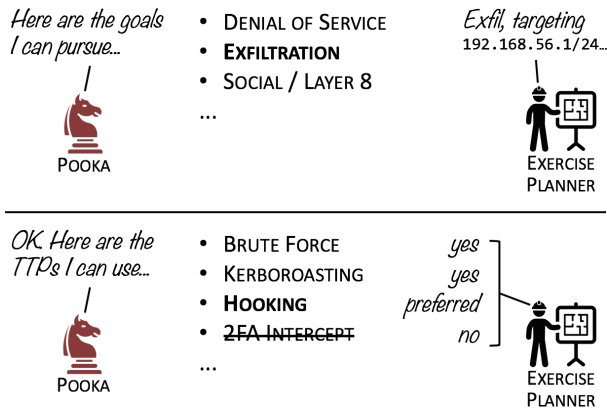 Here are the goals
I can pursue...
• DENIAL OF SERVICE
• EXFILTRATION
• SOCIAL / LAYER 8
...
Exfil, targeting
192.168.56.1/24...
POOKA
EXERCISE
PLANNER
OK. Here are the
TTPs I can use...
• BRUTE FORCE
• KERBOROASTING
• HOOKING
• 2FA INTERCEPT
...
yes
yes
preferred
no
POOKA
EXERCISE
PLANNER